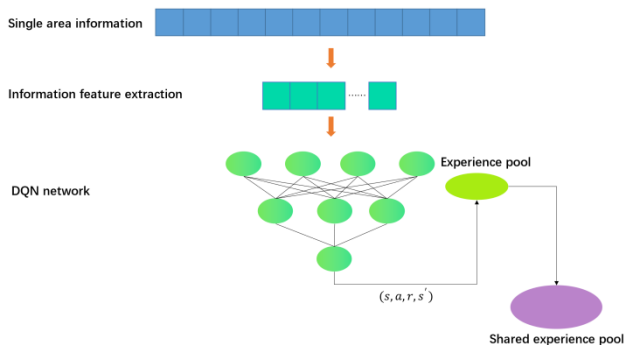 Single area information
Information feature extraction
......
DQN network
Experience pool
(s, a, r, s′)
Shared experience pool